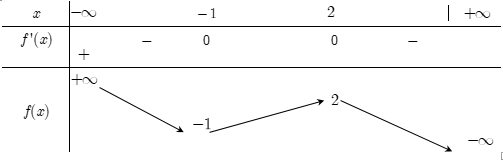 x −∞ −1 2 | +∞
f'(x) − 0 0 −
+
+∞
2
f(x) −1
−∞